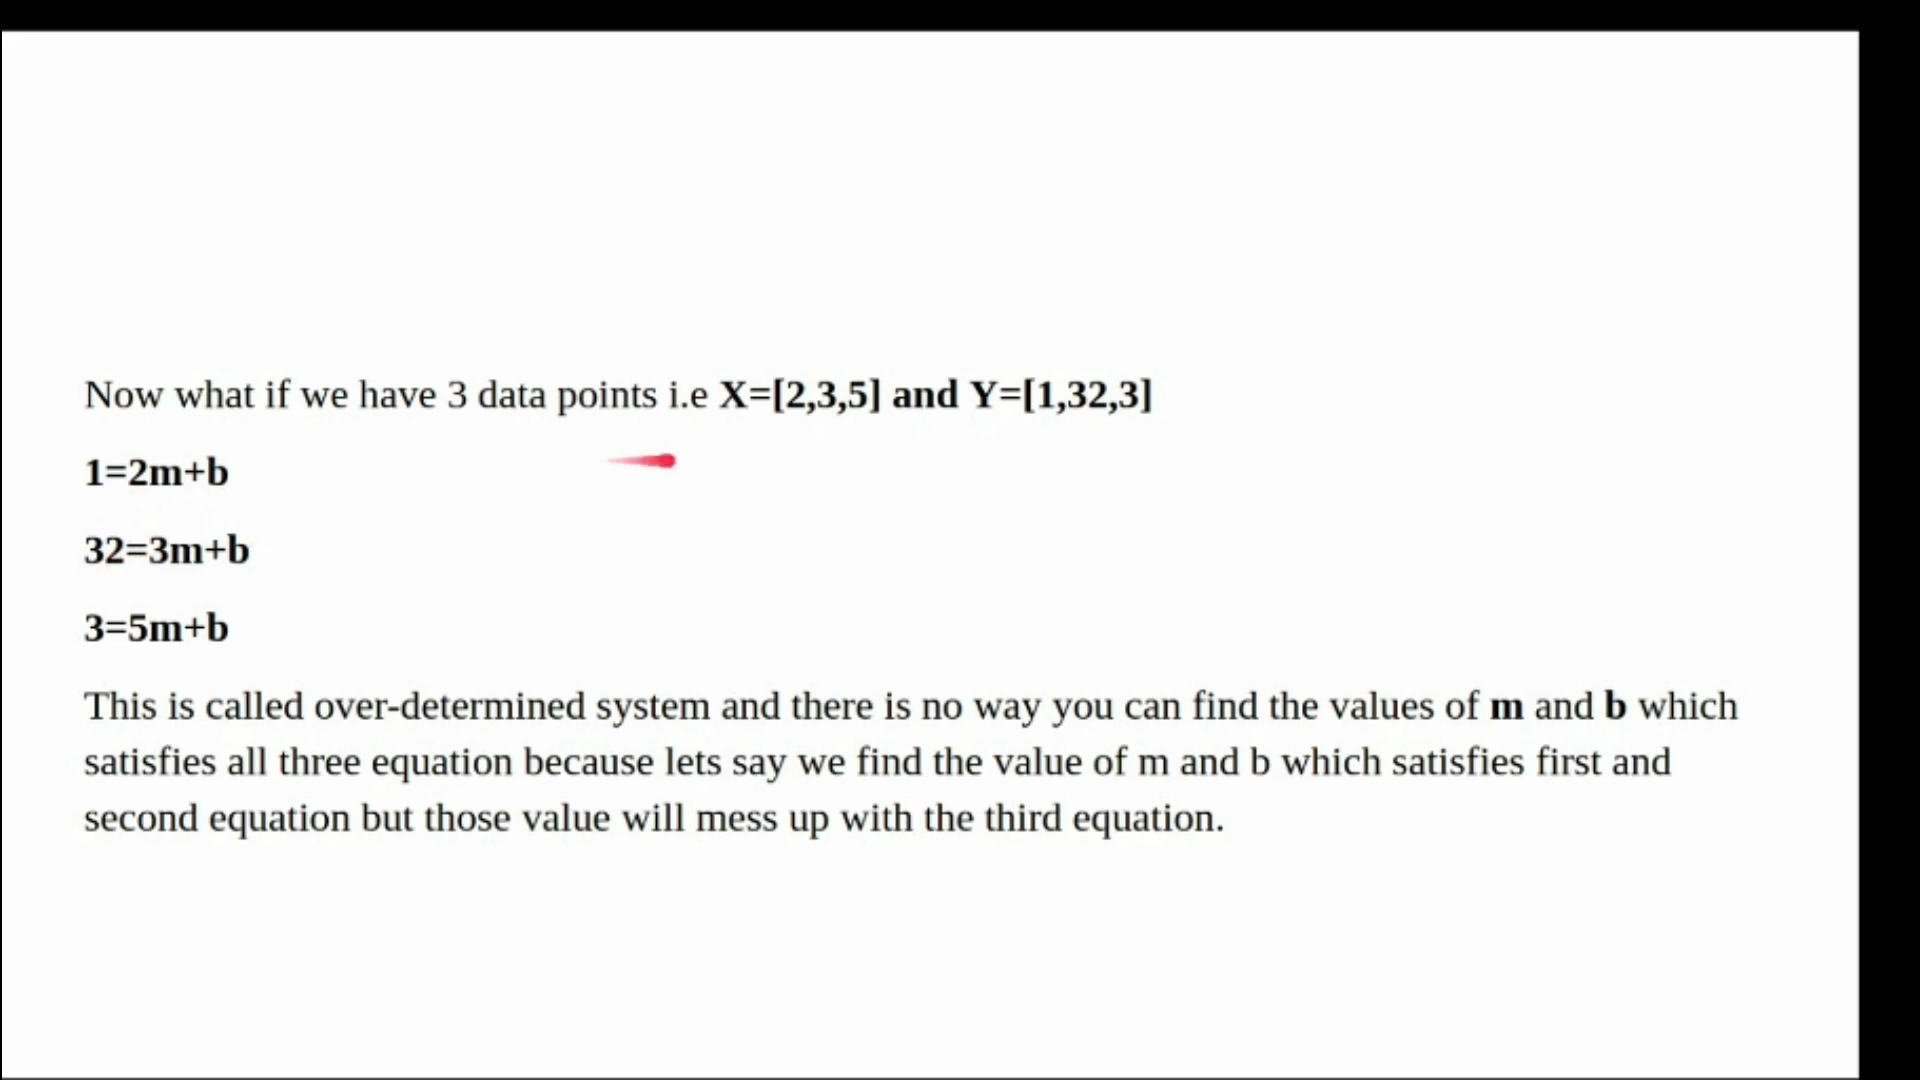 Now what if we have 3 data points i.e X=[2,3,5] and Y=[1,32,3]
1=2m+b
32=3m+b
3=5m+b
This is called over-determined system and there is no way you can find the values of m and b which
satisfies all three equation because lets say we find the value of m and b which satisfies first and
second equation but those value will mess up with the third equation.